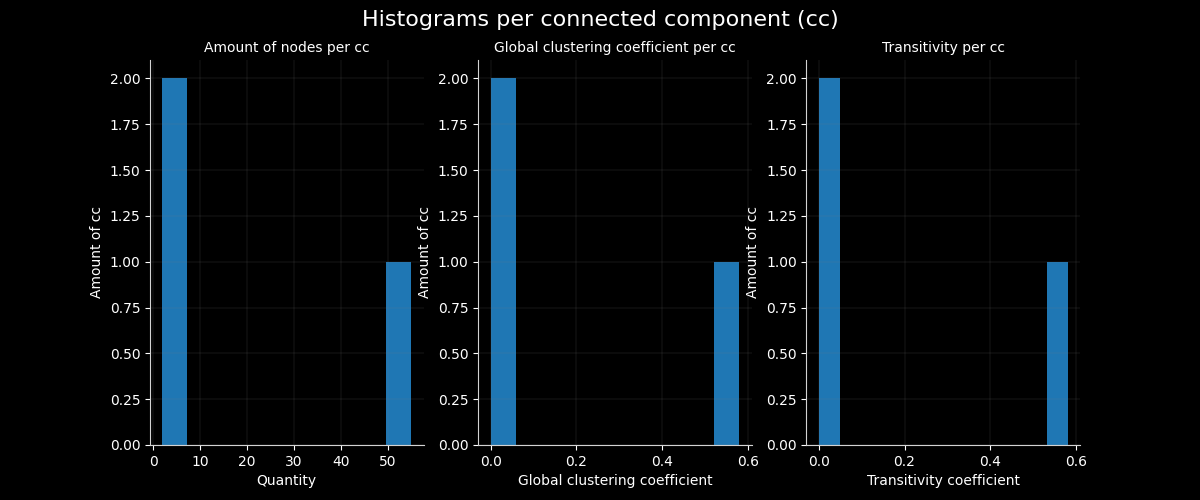 Histograms per connected component (cc)
Amount of nodes per cc
Amount of cc
2.00
1.75
1.50
1.25
1.00
0.75
0.50
0.25
0.00
0 10 20 30 40 50
Quantity
Global clustering coefficient per cc
Amount of cc
2.00
1.75
1.50
1.25
1.00
0.75
0.50
0.25
0.00
0.0 0.2 0.4 0.6
Global clustering coefficient
Transitivity per cc
Amount of cc
2.00
1.75
1.50
1.25
1.00
0.75
0.50
0.25
0.00
0.0 0.2 0.4 0.6
Transitivity coefficient